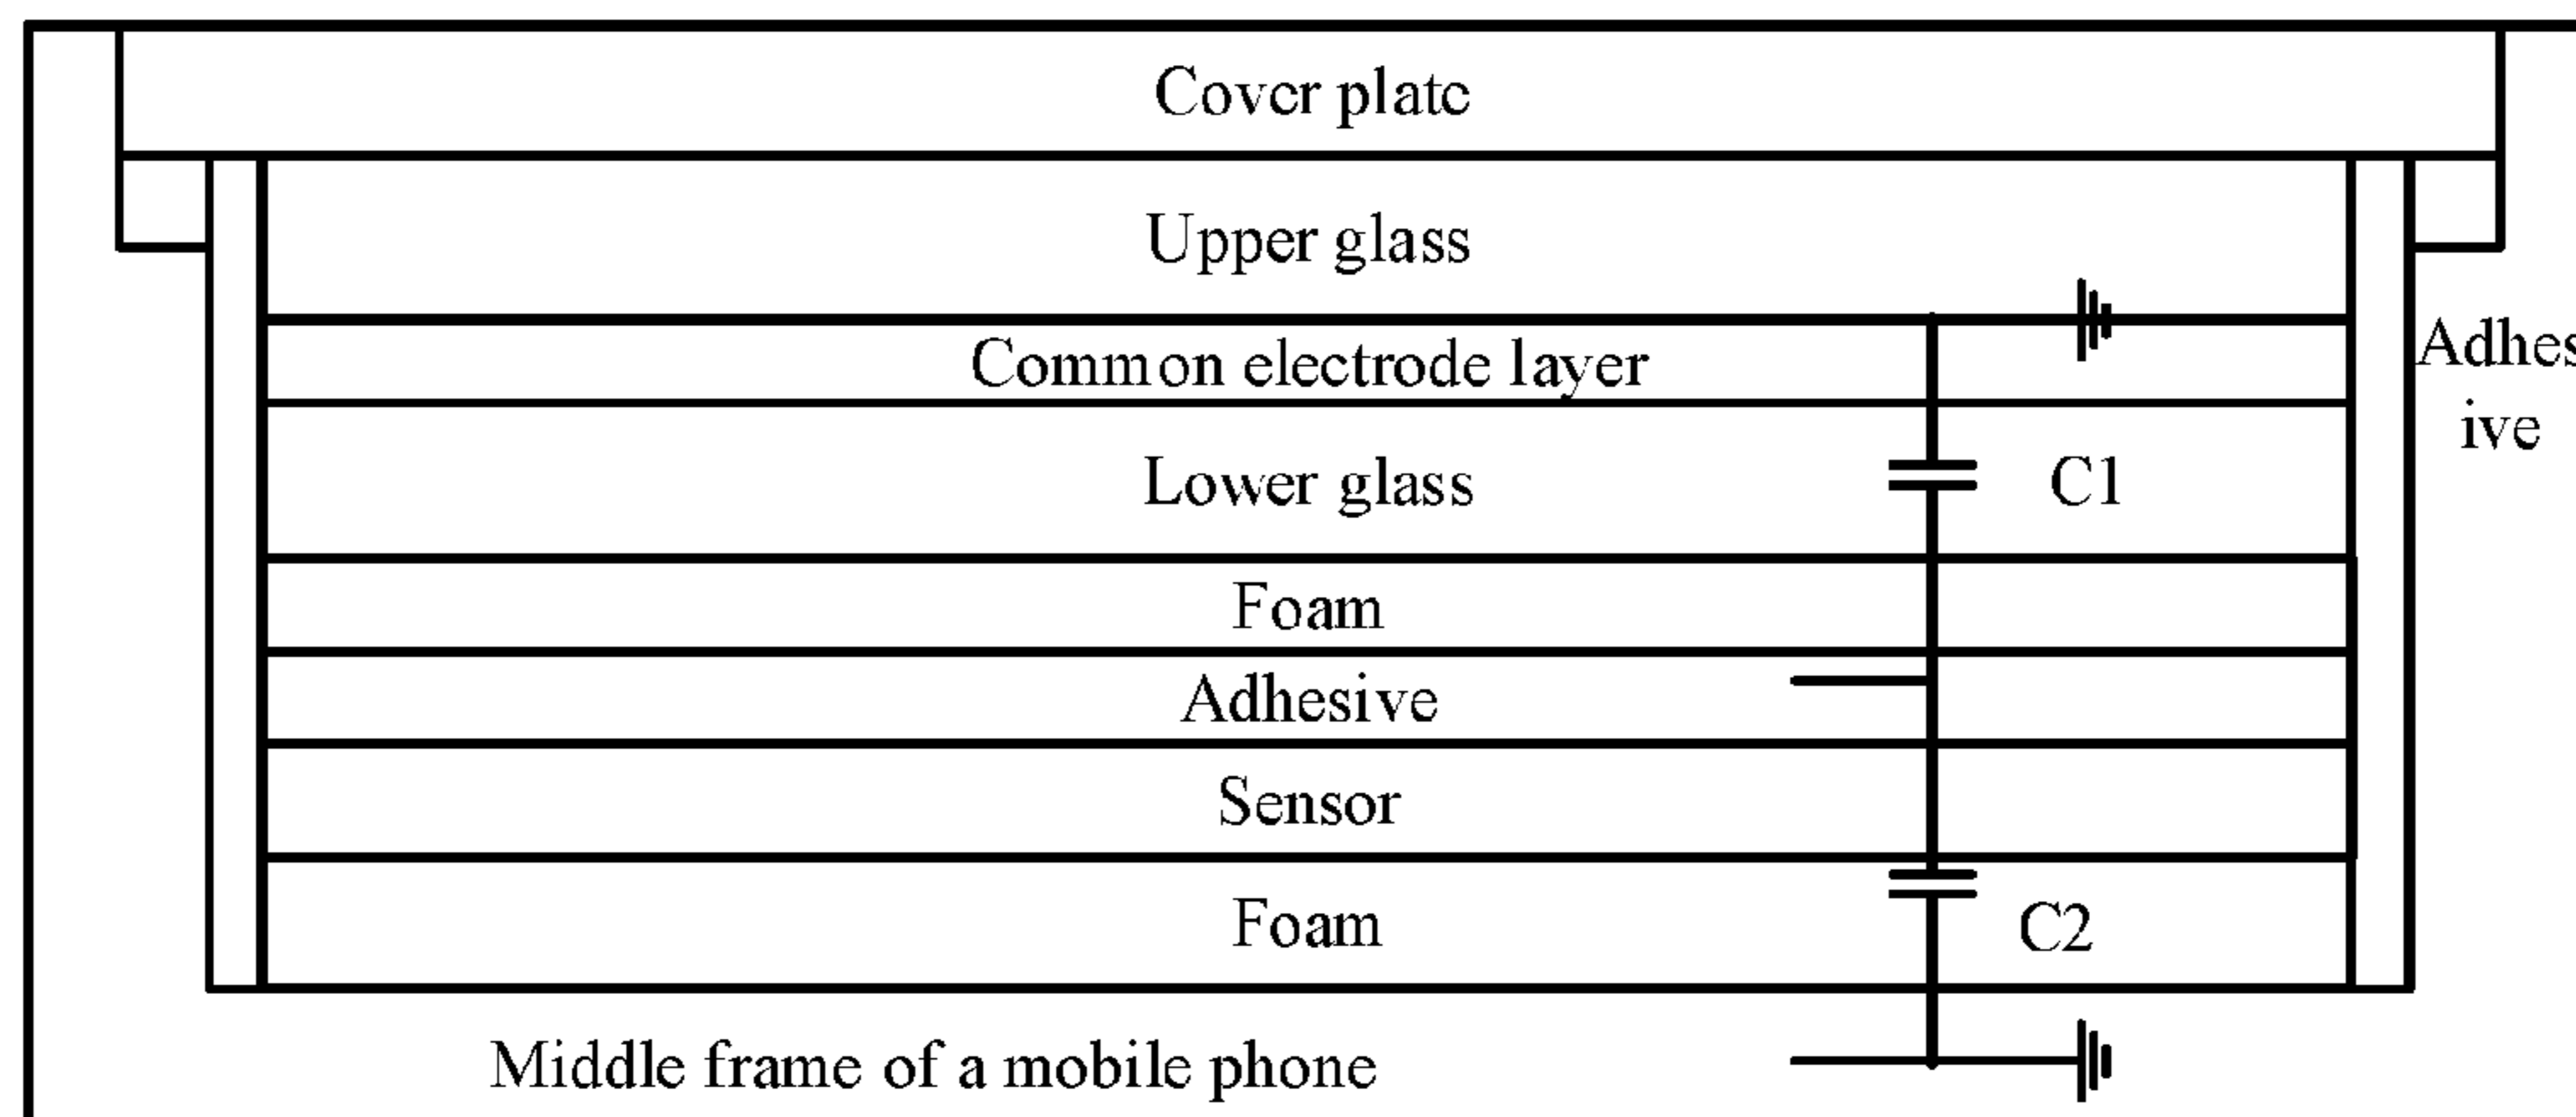 Cover plate
Upper glass
Common electrode layer
Adhes
ive
Lower glass
C1
Foam
Adhesive
Sensor
Foam
C2
Middle frame of a mobile phone